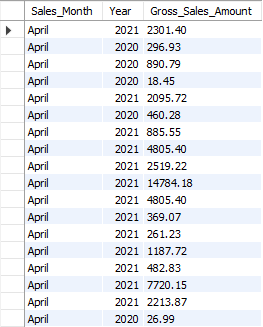 Sales_Month Year Gross_Sales_Amount
April 2021 2301.40
April 2020 296.93
April 2020 890.79
April 2020 18.45
April 2021 2095.72
April 2020 460.28
April 2021 885.55
April 2021 4805.40
April 2021 2519.22
April 2021 14784.18
April 2021 4805.40
April 2021 369.07
April 2021 261.23
April 2021 1187.72
April 2021 482.83
April 2021 7720.15
April 2021 2213.87
April 2020 26.99